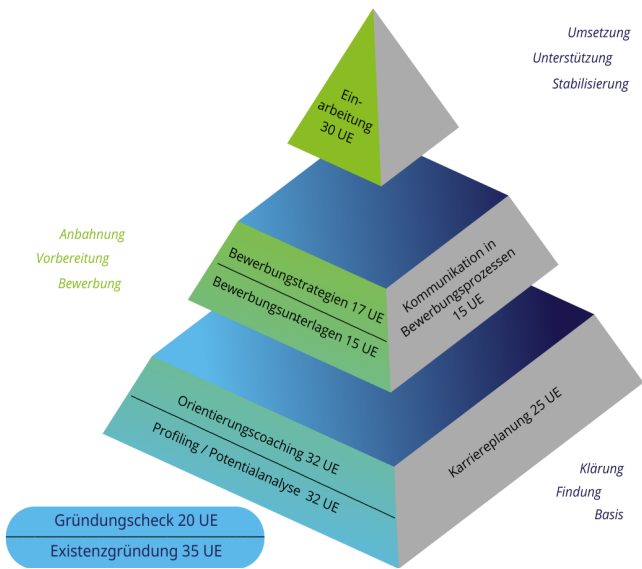 Umsetzung
Unterstützung
Stabilisierung
Ein-
arbeitung
30 UE
Anbahnung
Vorbereitung
Bewerbung
Bewerbungstrategien 17 UE
Bewerbungsunterlagen 15 UE
Kommunikation in
Bewerbungsprozessen
15 UE
Orientierungscoaching 32 UE
Profiling / Potentialanalyse 32 UE
Karriereplanung 25 UE
Klärung
Findung
Basis
Gründungscheck 20 UE
Existenzgründung 35 UE